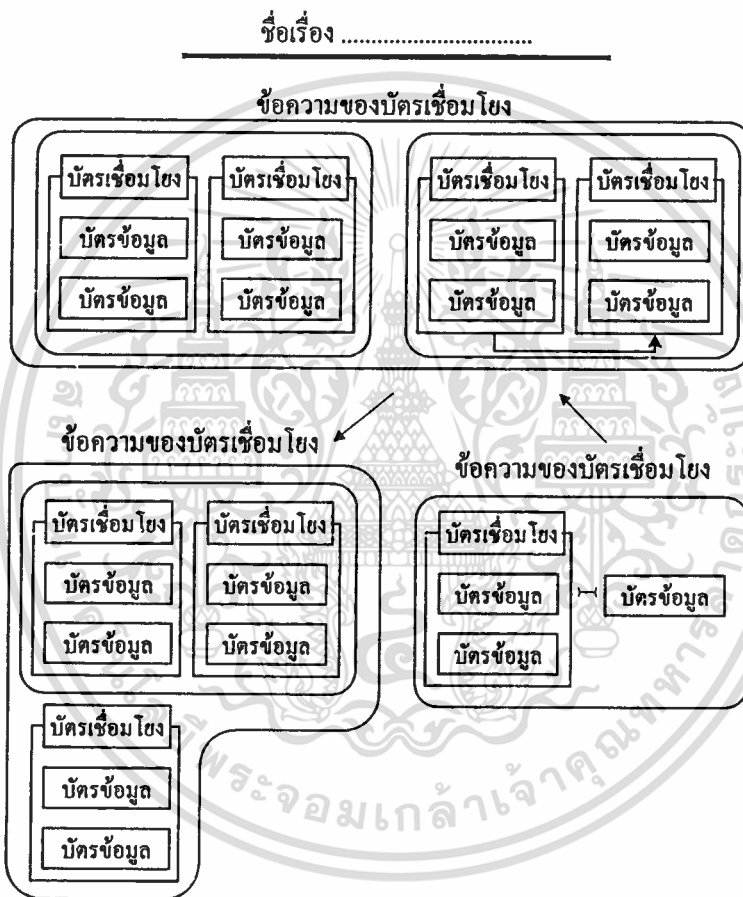 ชื่อเรื่อง ................................
ข้อความของบัตรเชื่อมโยง
บัตรเชื่อมโยง บัตรเชื่อมโยง บัตรเชื่อมโยง บัตรเชื่อมโยง
บัตรข้อมูล บัตรข้อมูล บัตรข้อมูล บัตรข้อมูล
บัตรข้อมูล บัตรข้อมูล บัตรข้อมูล บัตรข้อมูล
ข้อความของบัตรเชื่อมโยง
บัตรเชื่อมโยง บัตรเชื่อมโยง
บัตรข้อมูล บัตรข้อมูล
บัตรข้อมูล บัตรข้อมูล
บัตรเชื่อมโยง
บัตรข้อมูล
บัตรข้อมูล
ข้อความของบัตรเชื่อมโยง
บัตรเชื่อมโยง
บัตรข้อมูล บัตรข้อมูล
บัตรข้อมูล